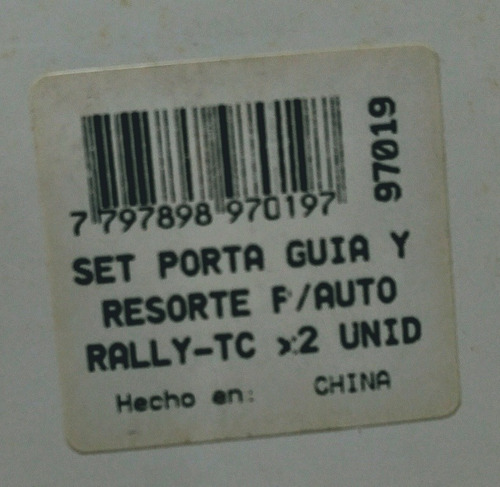 7 797898 970197
97019
SET PORTA GUIA Y
RESORTE P/AUTO
RALLY-TC x2 UNID
Hecho en: CHINA